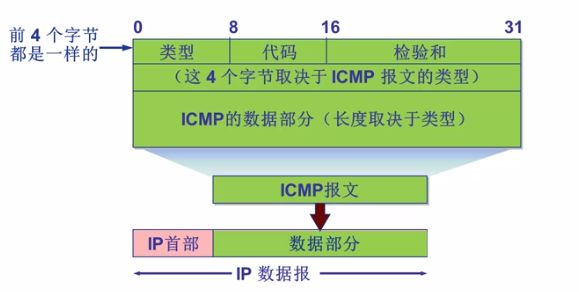 0 8 16 31
前 4 个字节
都是一样的
类型 代码 检验和
（这 4 个字节取决于 ICMP 报文的类型）
ICMP的数据部分（长度取决于类型）
ICMP报文
IP首部 数据部分
IP 数据报